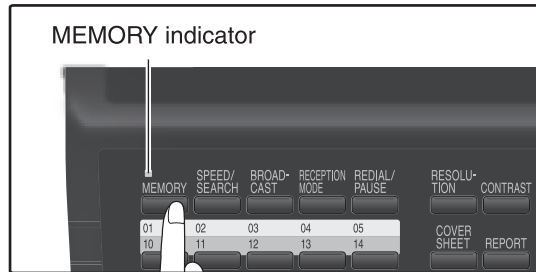 MEMORY indicator
MEMORY
SPEED/
SEARCH
BROAD-
CAST
RECEPTION
MODE
REDIAL/
PAUSE
RESOLU-
TION
CONTRAST
01 02 03 04 05
10 11 12 13 14
COVER
SHEET
REPORT